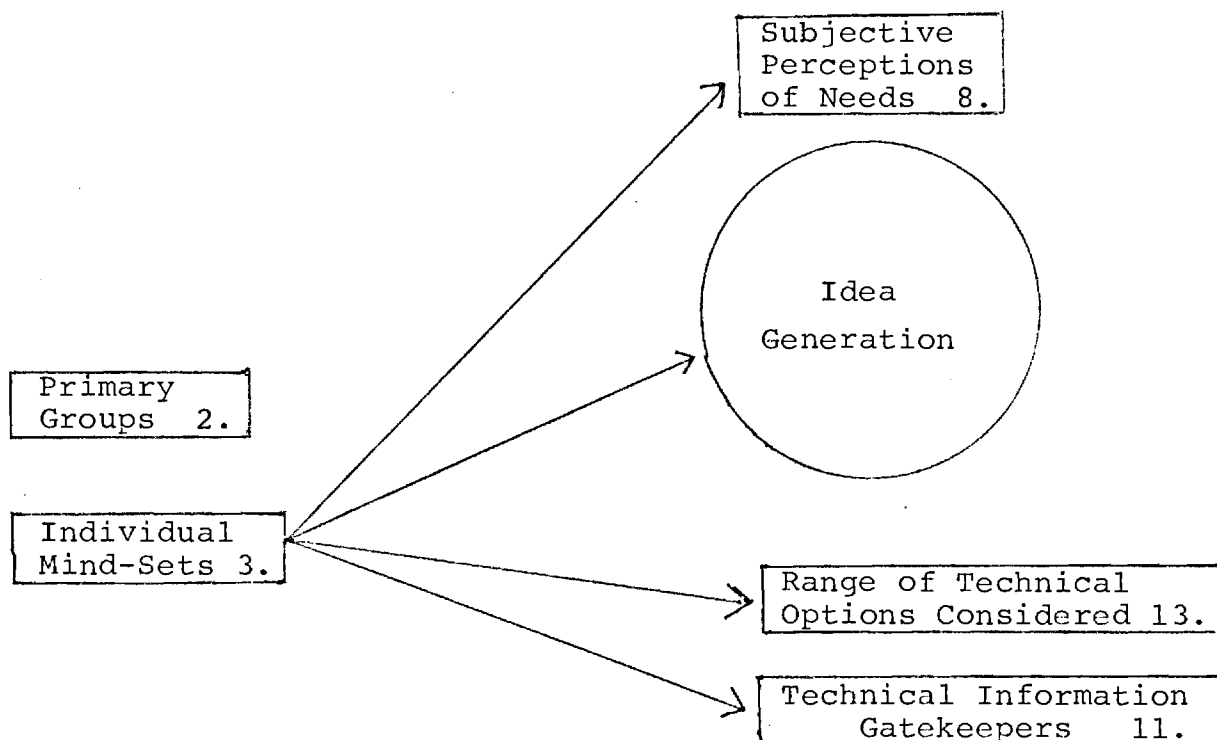 Subjective
Perceptions
of Needs 8.
Idea
Generation
Primary
Groups 2.
Individual
Mind-Sets 3.
Range of Technical
Options Considered 13.
Technical Information
Gatekeepers 11.